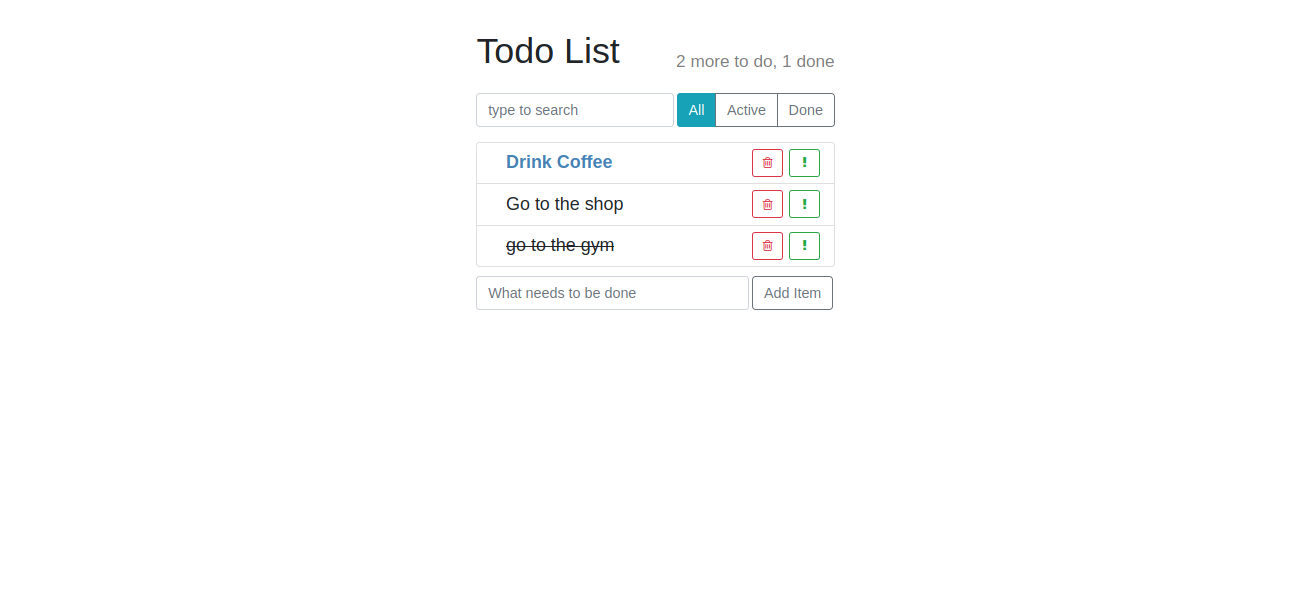 Todo List
2 more to do, 1 done
type to search
All
Active
Done
Drink Coffee
!
Go to the shop
!
go to the gym
!
What needs to be done
Add Item